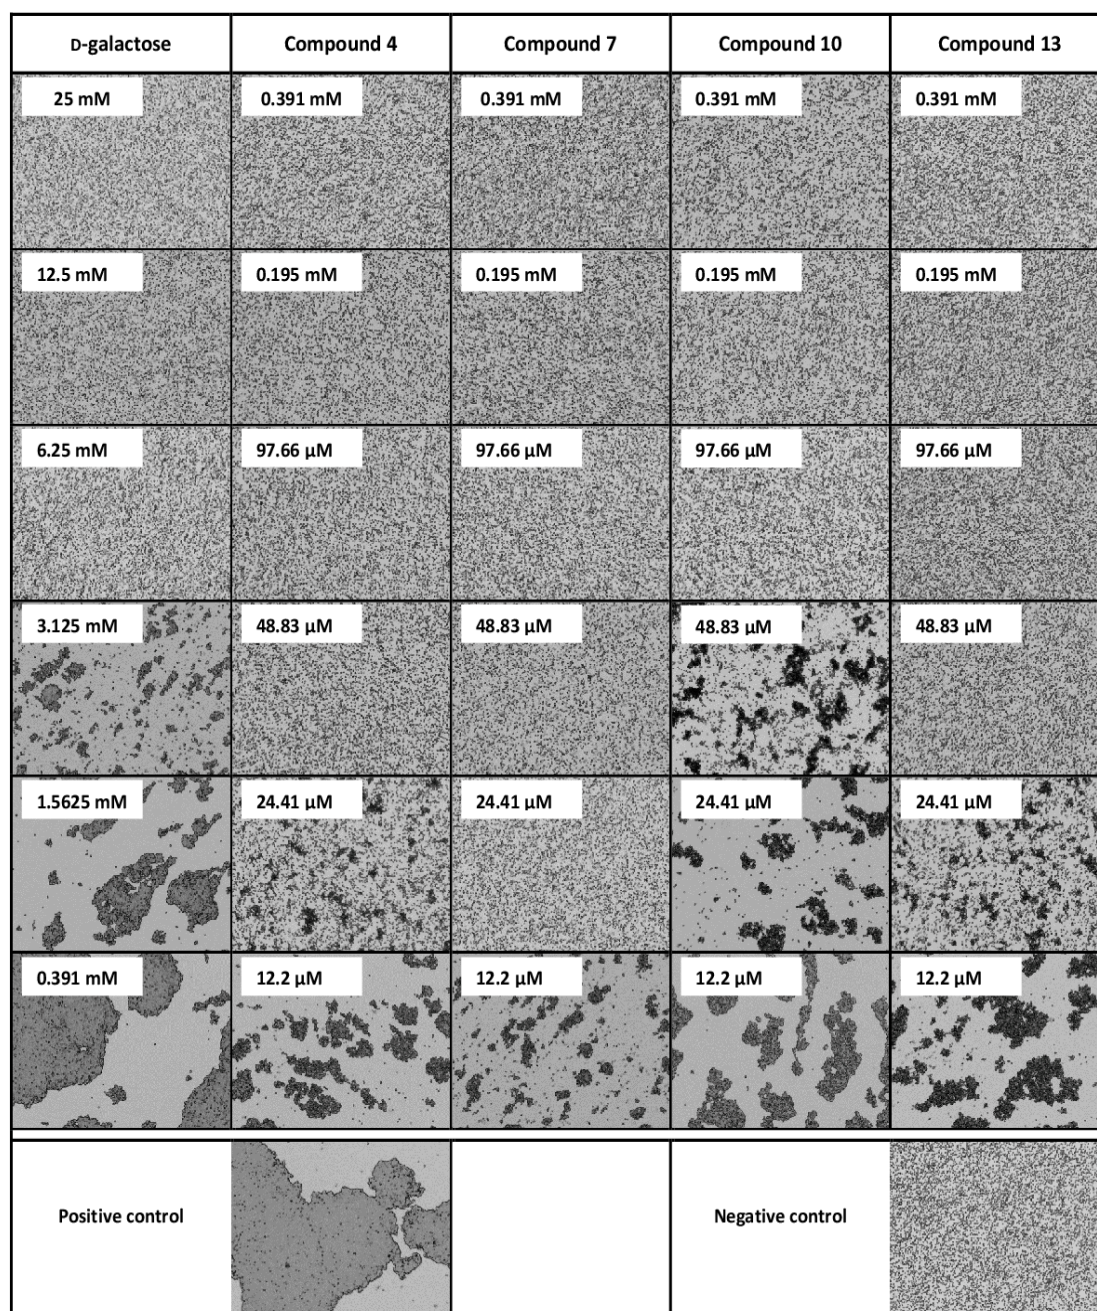 D-galactose Compound 4 Compound 7 Compound 10 Compound 13
25 mM 0.391 mM 0.391 mM 0.391 mM 0.391 mM
12.5 mM 0.195 mM 0.195 mM 0.195 mM 0.195 mM
6.25 mM 97.66 µM 97.66 µM 97.66 µM 97.66 µM
3.125 mM 48.83 µM 48.83 µM 48.83 µM 48.83 µM
1.5625 mM 24.41 µM 24.41 µM 24.41 µM 24.41 µM
0.391 mM 12.2 µM 12.2 µM 12.2 µM 12.2 µM
Positive control Negative control